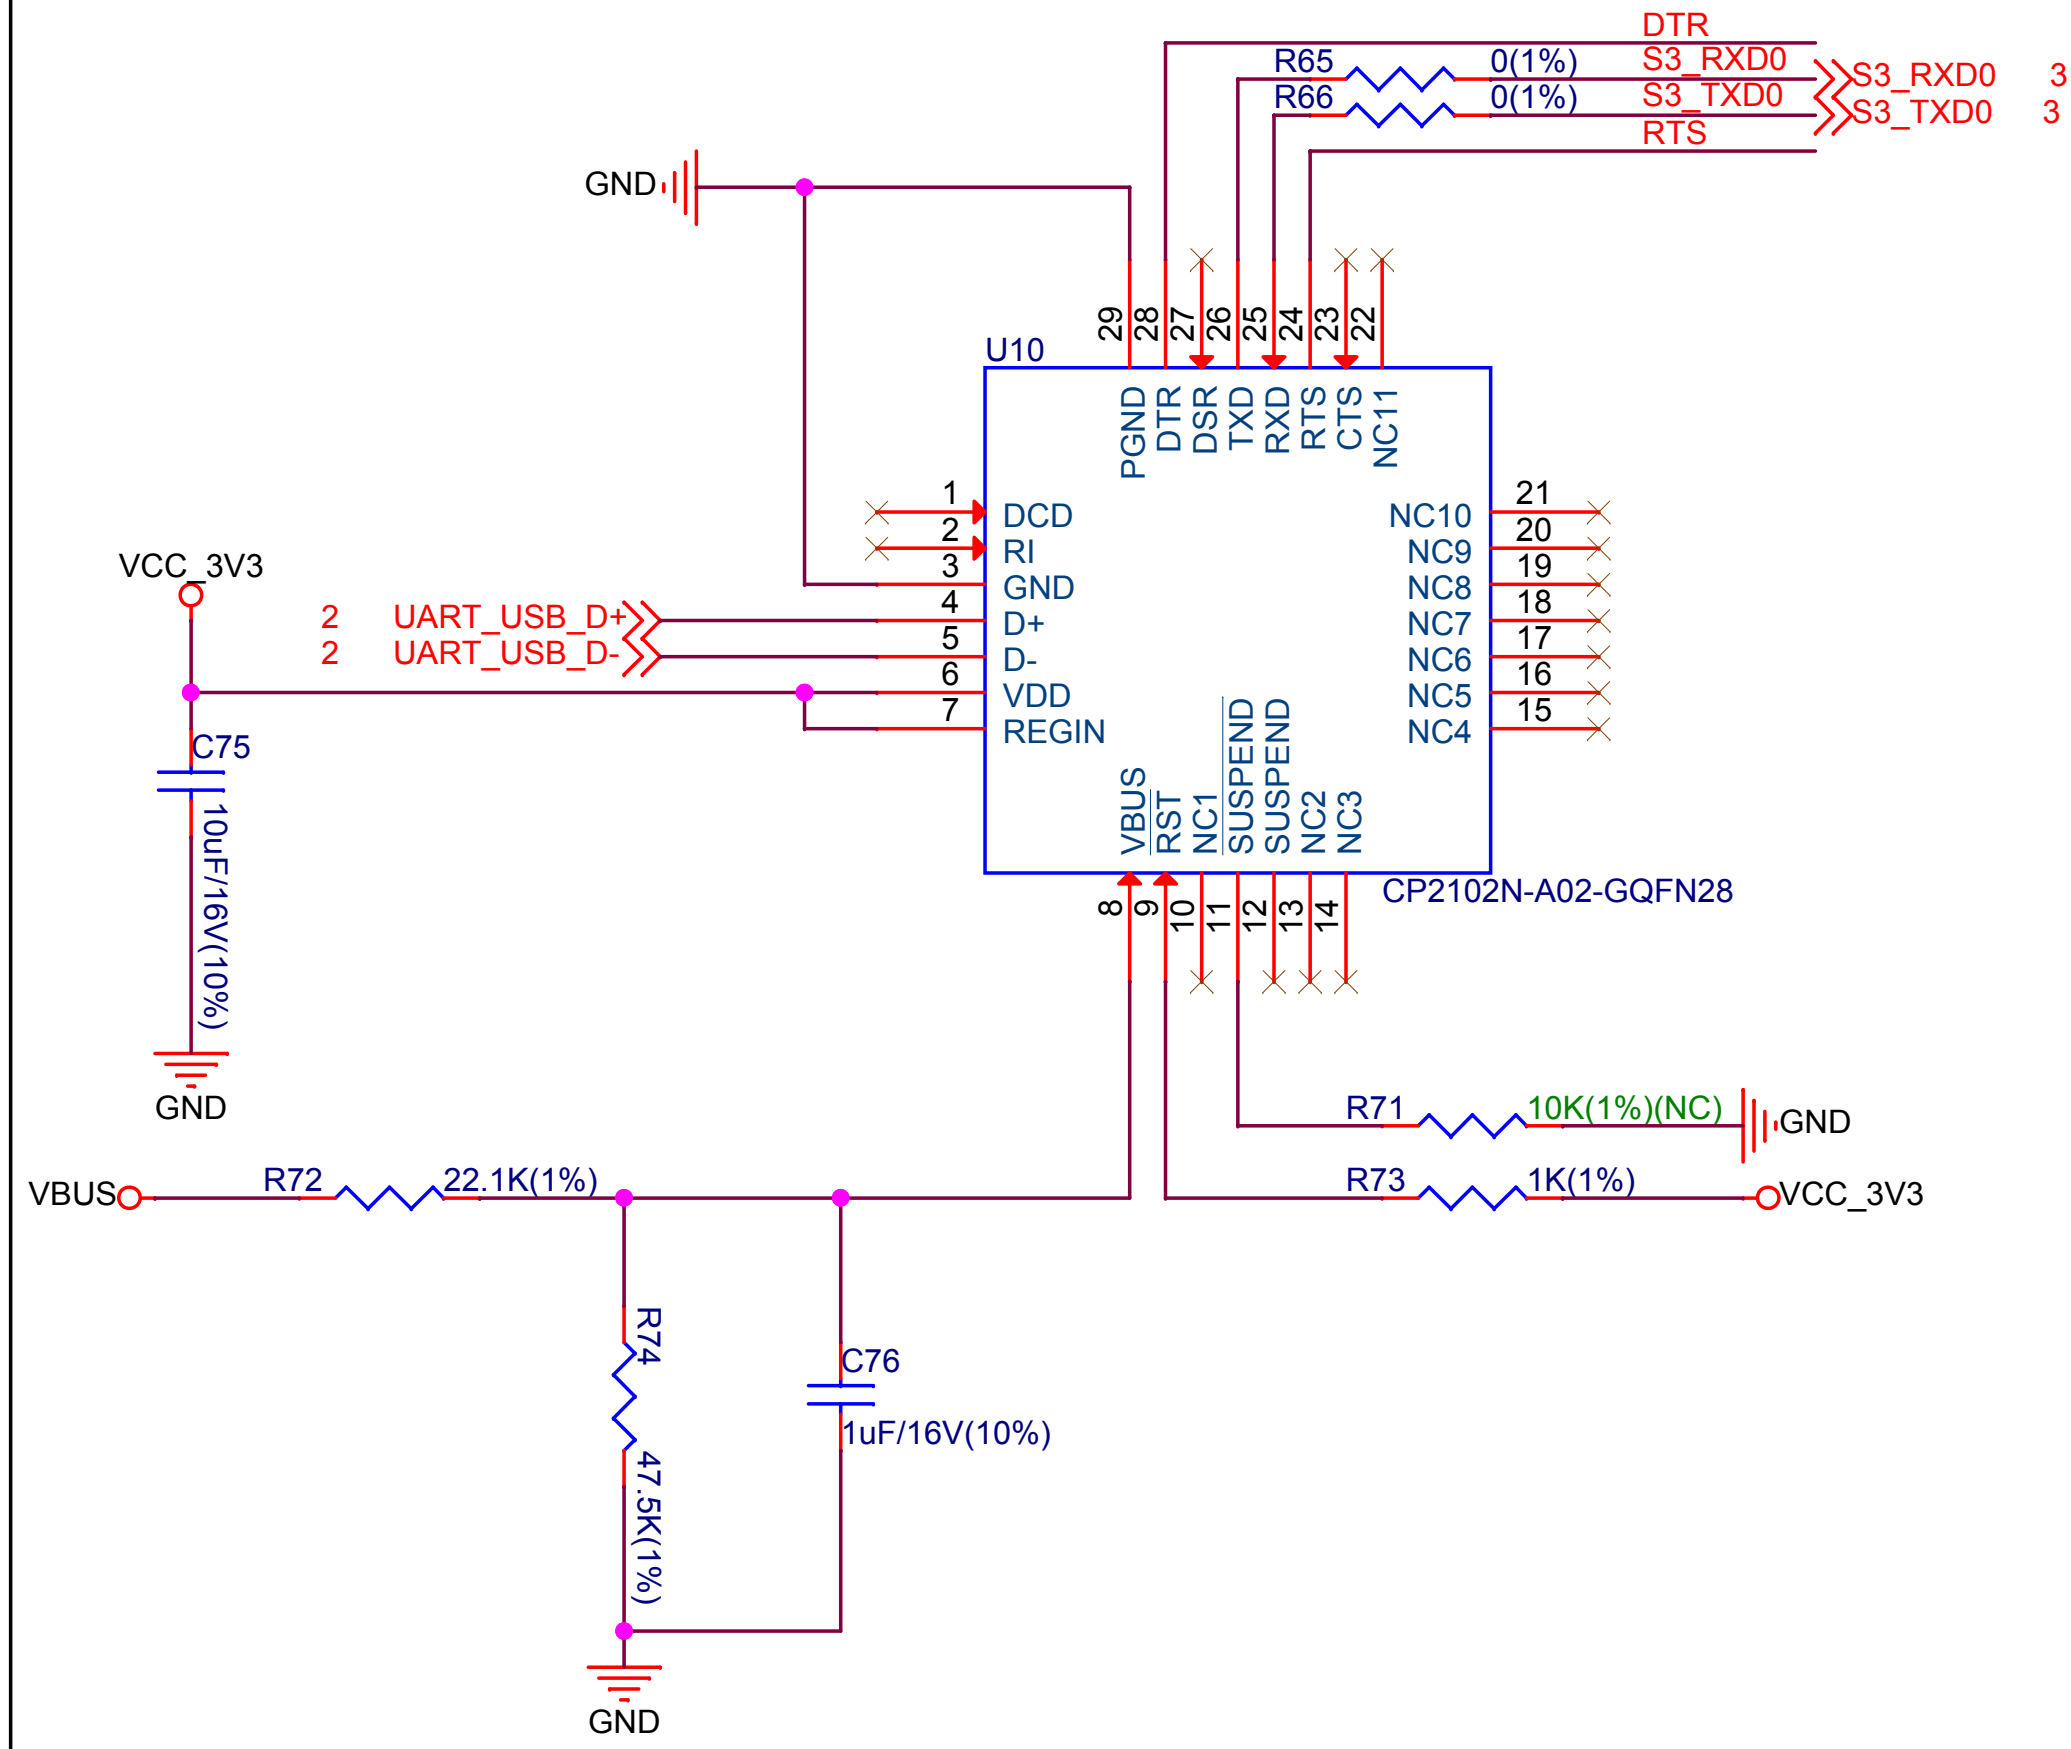 DTR
R65 0(1%) S3_RXD0 S3_RXD0 3
R66 0(1%) S3_TXD0 S3_TXD0 3
RTS
GND
29 28 27 26 25 24 23 22
U10
PGND DTR DSR TXD RXD RTS CTS NC11
1 DCD
2 RI
3 GND
4 D+
5 D-
6 VDD
7 REGIN
NC10 21
NC9 20
NC8 19
NC7 18
NC6 17
NC5 16
NC4 15
VCC_3V3
2 UART_USB_D+
2 UART_USB_D-
C75
10uF/16V(10%)
GND
VBUS RST NC1 SUSPEND SUSPEND NC2 NC3
CP2102N-A02-GQFN28
8 9 10 11 12 13 14
R71 10K(1%)(NC) GND
VBUS R72 22.1K(1%)
R73 1K(1%) VCC_3V3
R74
47.5K(1%)
C76
1uF/16V(10%)
GND